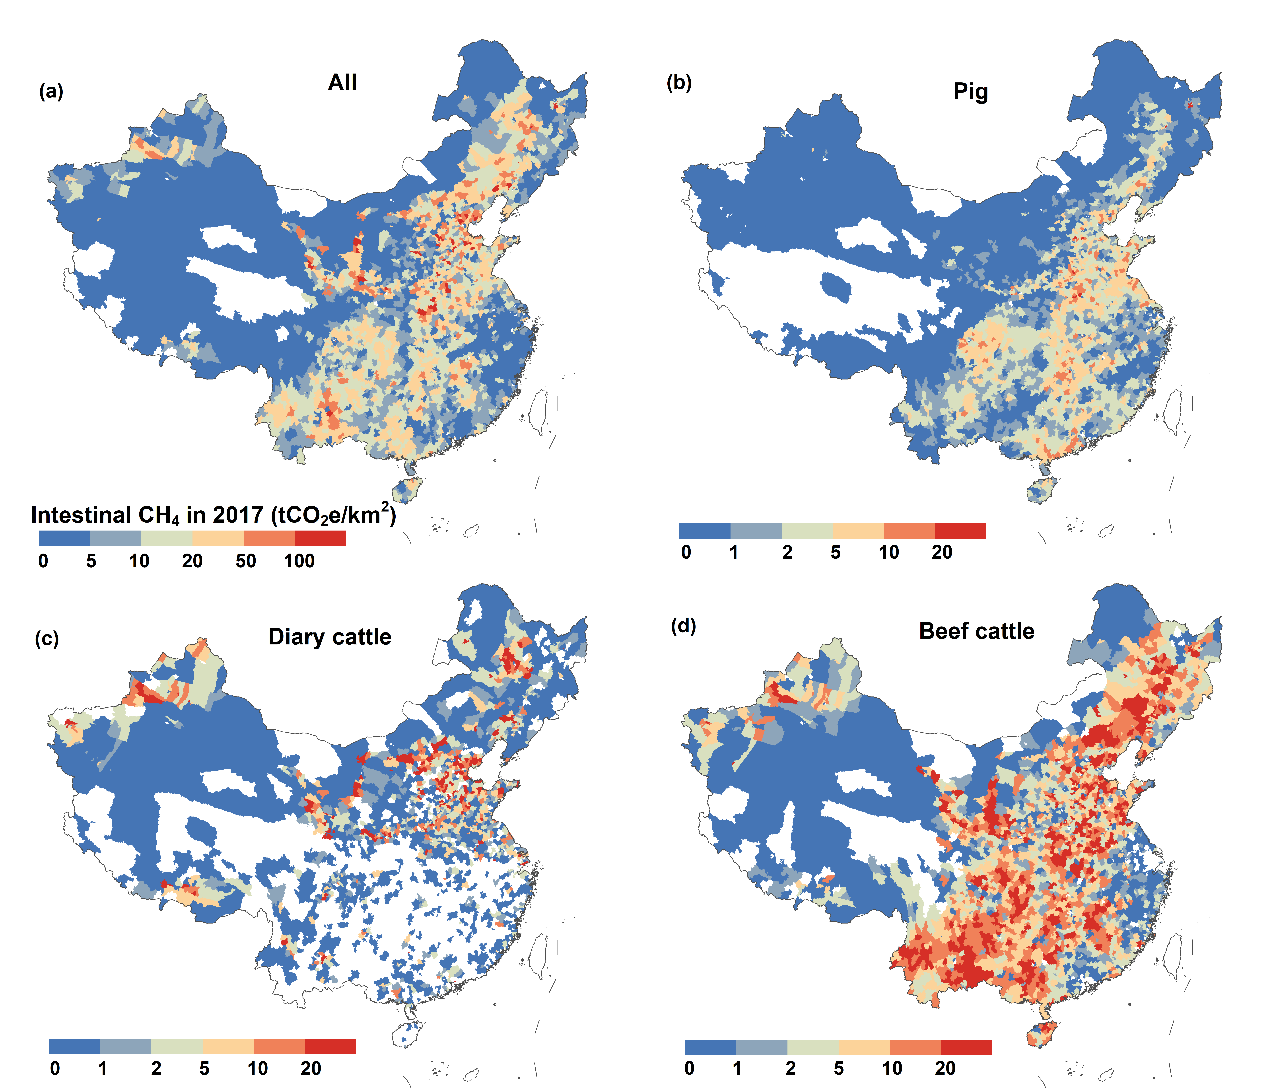 (a)
All
(b)
Pig
Intestinal CH₄ in 2017 (tCO₂e/km²)
0 5 10 20 50 100
0 1 2 5 10 20
(c)
Diary cattle
(d)
Beef cattle
0 1 2 5 10 20
0 1 2 5 10 20